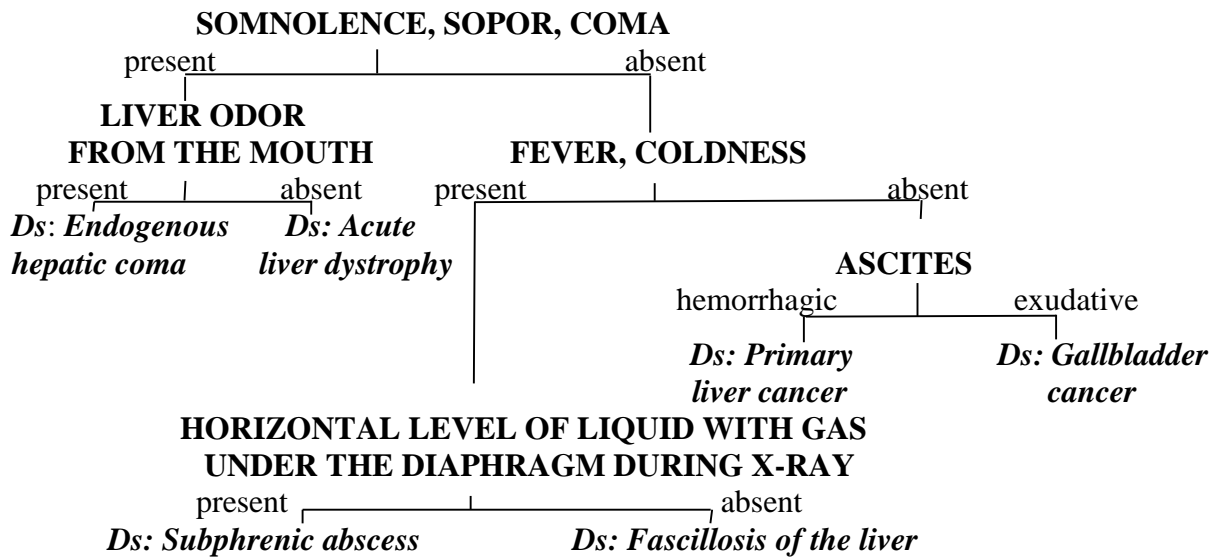 SOMNOLENCE, SOPOR, COMA
present absent
LIVER ODOR
FROM THE MOUTH
FEVER, COLDNESS
present absent
present absent
Ds: Endogenous
hepatic coma
Ds: Acute
liver dystrophy
ASCITES
hemorrhagic exudative
Ds: Primary
liver cancer
Ds: Gallbladder
cancer
HORIZONTAL LEVEL OF LIQUID WITH GAS
UNDER THE DIAPHRAGM DURING X-RAY
present absent
Ds: Subphrenic abscess Ds: Fascillosis of the liver